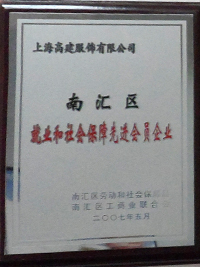 上海高建服饰有限公司
南汇区
就业和社会保障先进会员企业
南汇区劳动和社会保障局
南汇区工商业联合会
二〇〇七年五月